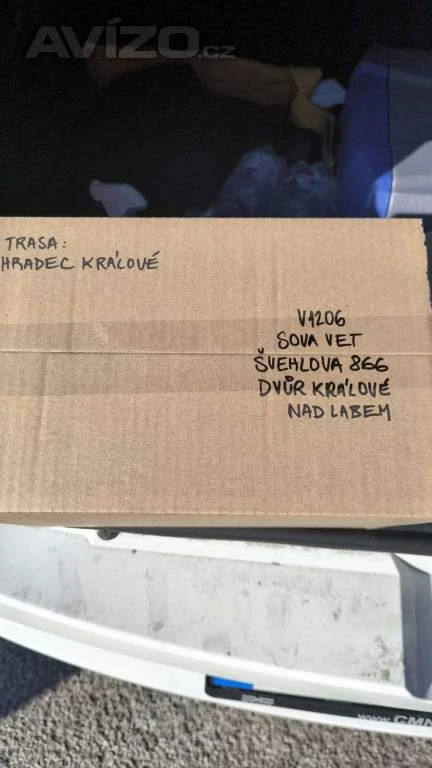 AVÍZO.cz
TRASA:
HRADEC KRÁLOVÉ
V1206
SOVA VET
ŠVEHLOVA 866
DVŮR KRÁLOVÉ
NAD LABEM